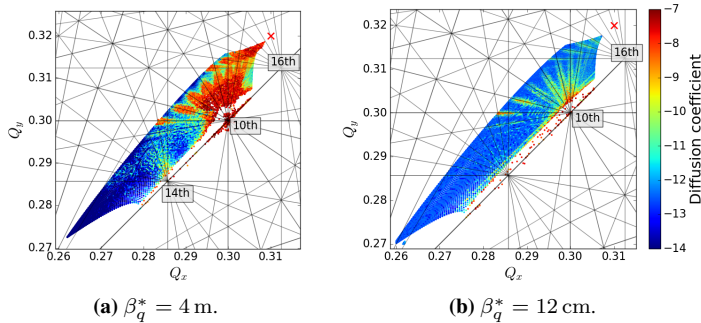 0.32
0.31
0.30
0.29
0.28
0.27
Q_y
0.26 0.27 0.28 0.29 0.30 0.31
Q_x
16th
10th
14th
(a) β*_q = 4 m.
0.32
0.31
0.30
0.29
0.28
0.27
Q_y
0.26 0.27 0.28 0.29 0.30 0.31
Q_x
16th
10th
(b) β*_q = 12 cm.
−7
−8
−9
−10
−11
−12
−13
−14
Diffusion coefficient